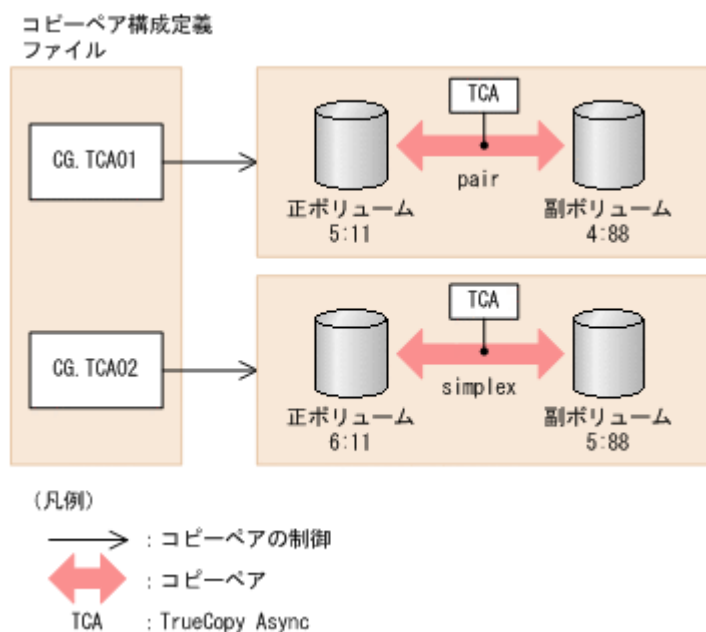 コピーペア構成定義
ファイル
CG.TCA01
TCA
pair
正ボリューム
5:11
副ボリューム
4:88
CG.TCA02
TCA
simplex
正ボリューム
6:11
副ボリューム
5:88
(凡例)
：コピーペアの制御
：コピーペア
TCA ：TrueCopy Async